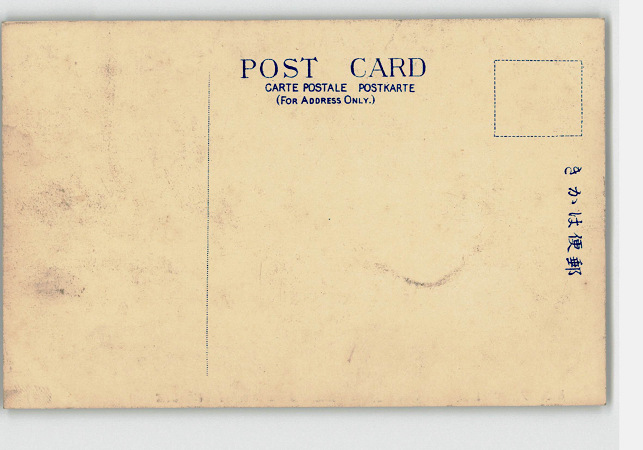 POST CARD
CARTE POSTALE POSTKARTE
(FOR ADDRESS ONLY.)
郵便はかき